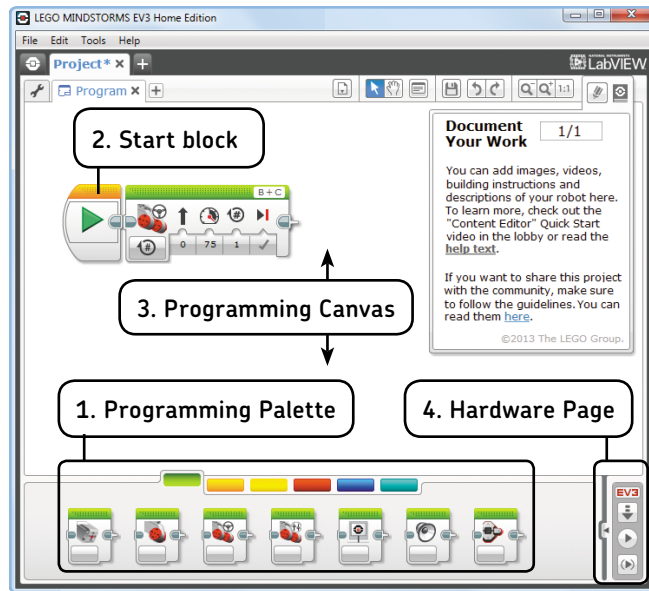 LEGO MINDSTORMS EV3 Home Edition
File Edit Tools Help
Project* × +
NATIONAL INSTRUMENTS
LabVIEW
Program × +
1:1
2. Start block
Document
Your Work
1/1
You can add images, videos,
building instructions and
descriptions of your robot here.
To learn more, check out the
"Content Editor" Quick Start
video in the lobby or read the
help text.
If you want to share this project
with the community, make sure
to follow the guidelines. You can
read them here.
©2013 The LEGO Group.
B+C
#
# 0 75 1
3. Programming Canvas
1. Programming Palette
4. Hardware Page
EV3